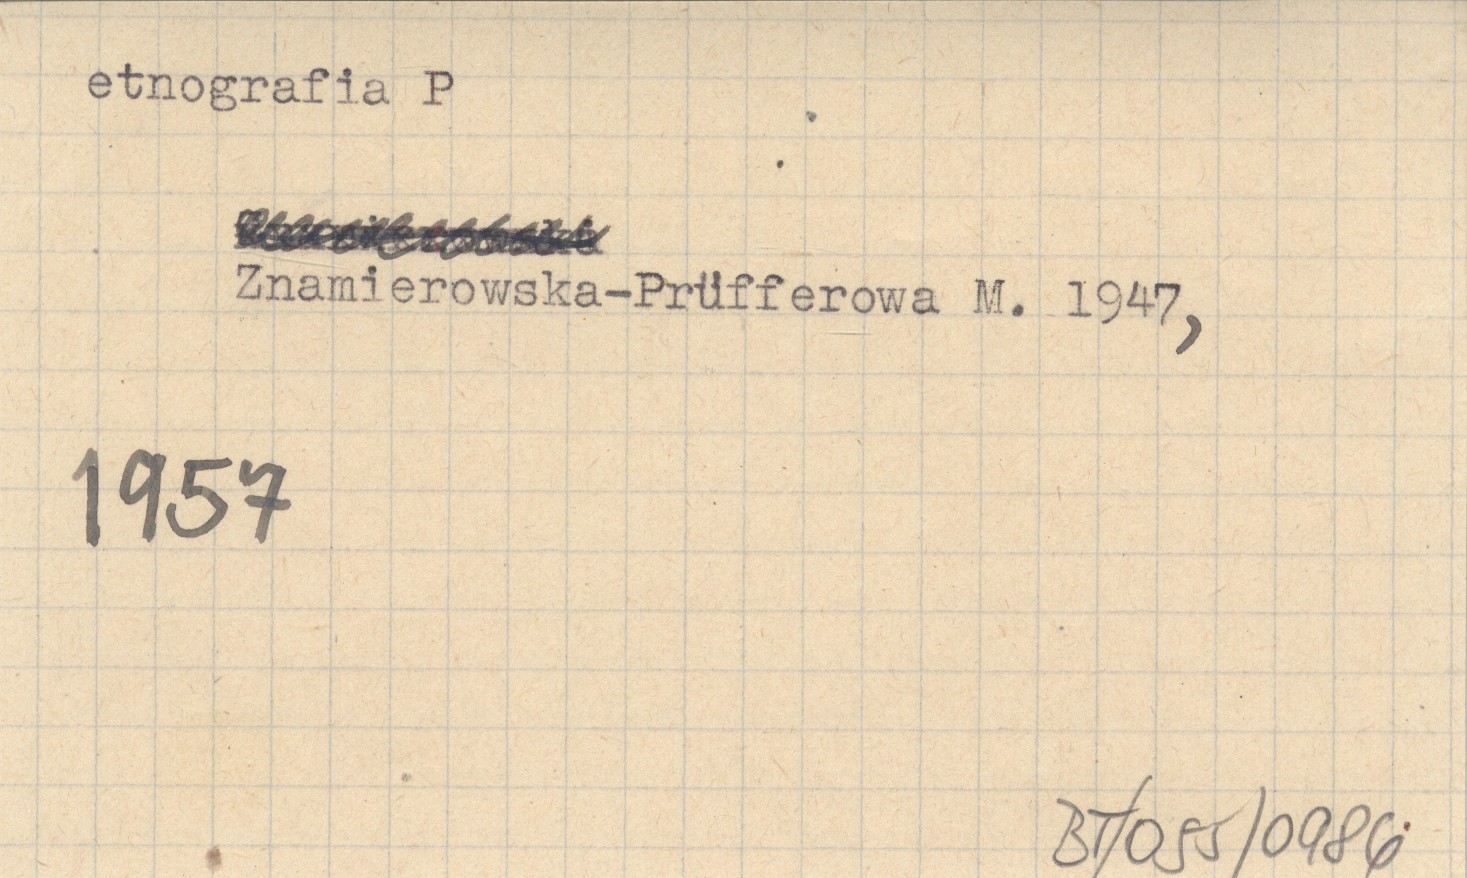 etnografia P
Znamierowska-Prüfferowa M. 1947,
1957
BT/055/0986